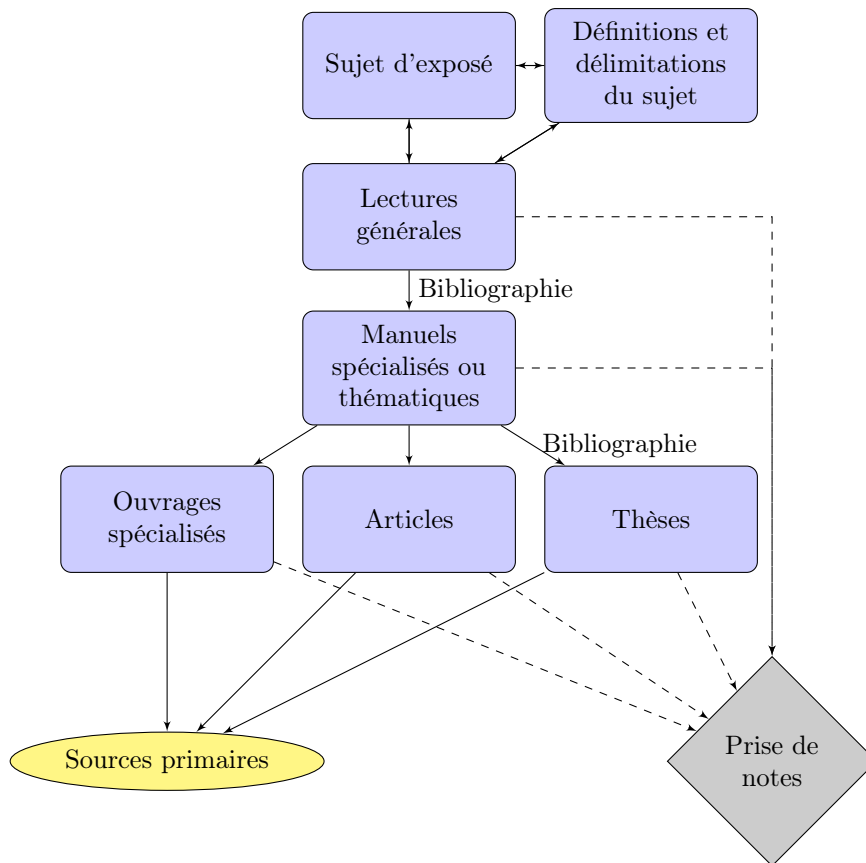 Sujet d'exposé
Définitions et
délimitations
du sujet
Lectures
générales
Bibliographie
Manuels
spécialisés ou
thématiques
Bibliographie
Ouvrages
spécialisés
Articles
Thèses
Sources primaires
Prise de
notes